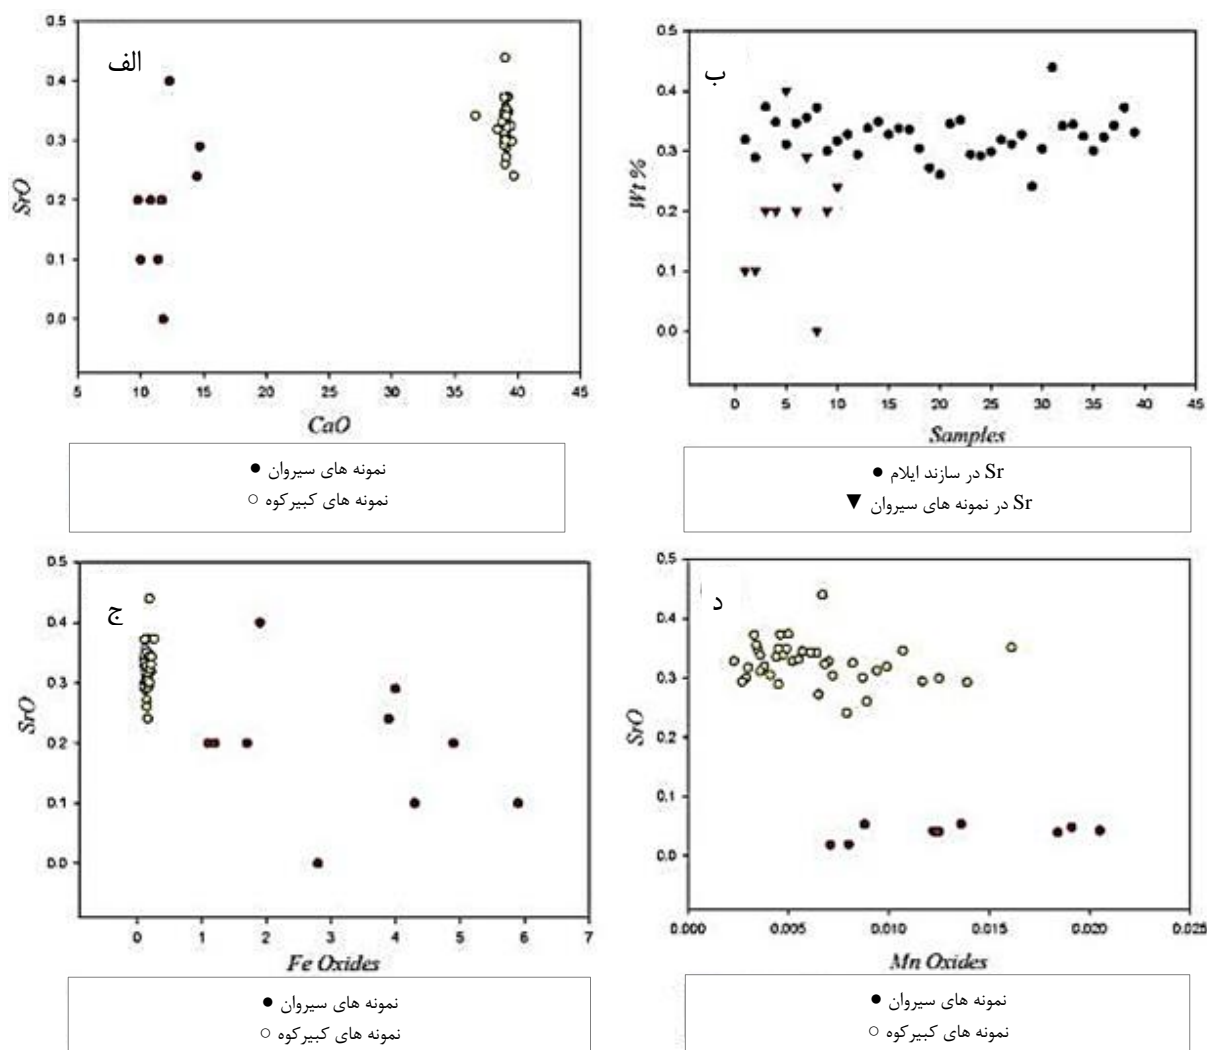 الف
0.5
0.4
0.3
0.2
0.1
0.0
SrO
5 10 15 20 25 30 35 40 45
CaO
● نمونه های سیروان
○ نمونه های کبیرکوه
ب
0.5
0.4
0.3
0.2
0.1
0.0
Wt %
0 5 10 15 20 25 30 35 40 45
Samples
● Sr در سازند ایلام
▼ Sr در نمونه های سیروان
ج
0.5
0.4
0.3
0.2
0.1
0.0
SrO
0 1 2 3 4 5 6 7
Fe Oxides
● نمونه های سیروان
○ نمونه های کبیرکوه
د
0.5
0.4
0.3
0.2
0.1
0.0
SrO
0.000 0.005 0.010 0.015 0.020 0.025
Mn Oxides
● نمونه های سیروان
○ نمونه های کبیرکوه